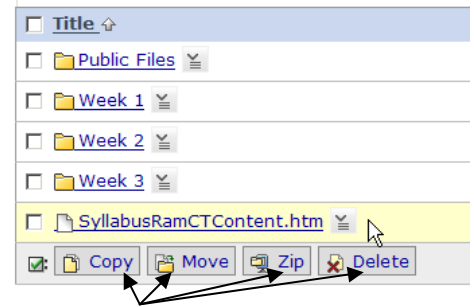 Title
Public Files
Week 1
Week 2
Week 3
SyllabusRamCTContent.htm
: Copy Move Zip Delete